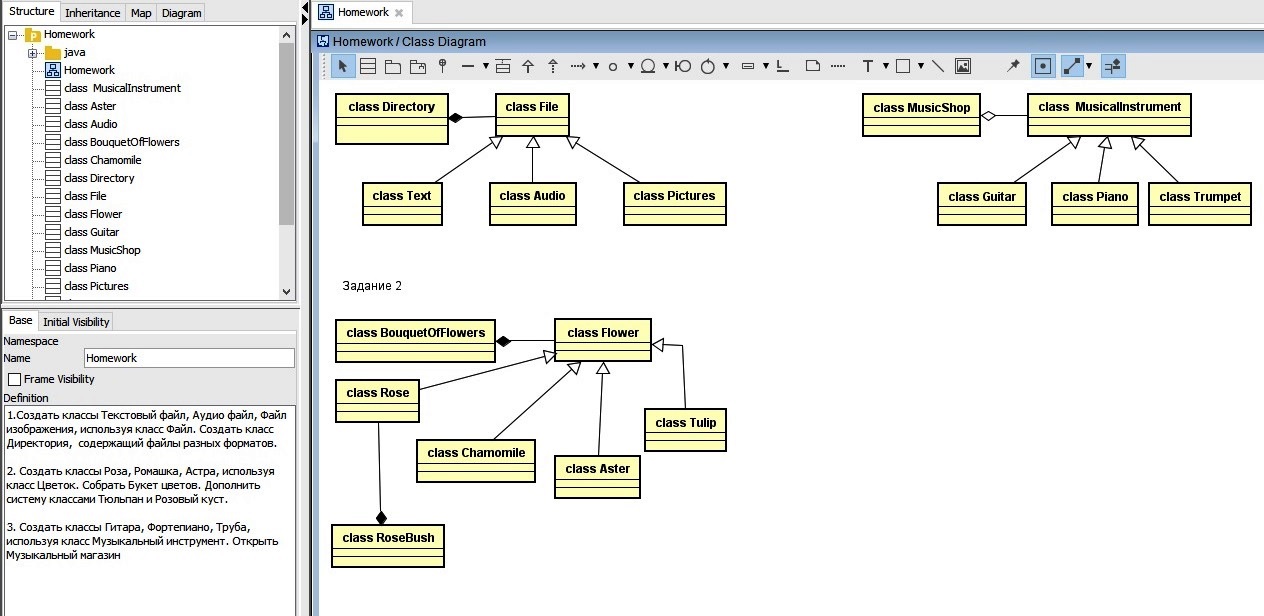 Structure Inheritance Map Diagram
Homework
java
Homework
class MusicalInstrument
class Aster
class Audio
class BouquetOfFlowers
class Chamomile
class Directory
class File
class Flower
class Guitar
class MusicShop
class Piano
class Pictures
Base Initial Visibility
Namespace
Name Homework
Frame Visibility
Definition
1.Создать классы Текстовый файл, Аудио файл, Файл
изображения, используя класс Файл. Создать класс
Директория, содержащий файлы разных форматов.
2. Создать классы Роза, Ромашка, Астра, используя
класс Цветок. Собрать Букет цветов. Дополнить
систему классами Тюльпан и Розовый куст.
3. Создать классы Гитара, Фортепиано, Труба,
используя класс Музыкальный инструмент. Открыть
Музыкальный магазин
Homework
Homework / Class Diagram
T
class Directory
class File
class MusicShop
class MusicalInstrument
class Text
class Audio
class Pictures
class Guitar
class Piano
class Trumpet
Задание 2
class BouquetOfFlowers
class Flower
class Rose
class Tulip
class Chamomile
class Aster
class RoseBush